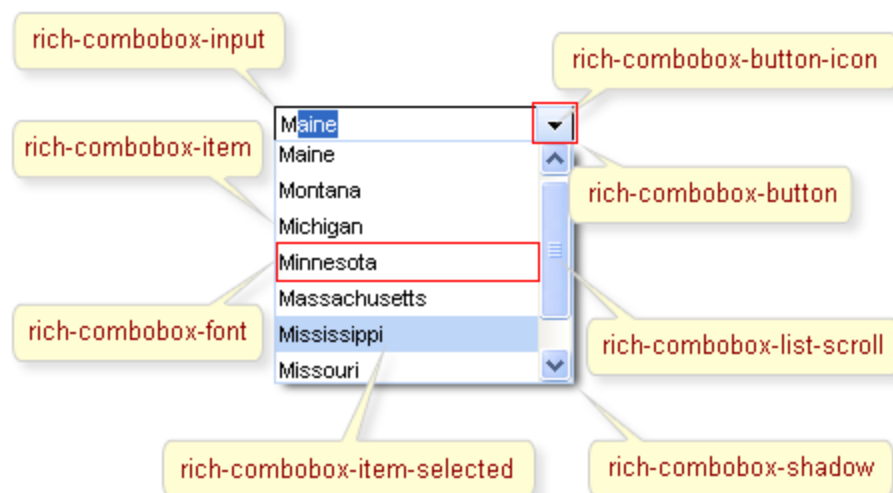 rich-combobox-input
rich-combobox-button-icon
Maine
rich-combobox-item
Maine
Montana
rich-combobox-button
Michigan
Minnesota
Massachusetts
rich-combobox-font
Mississippi
rich-combobox-list-scroll
Missouri
rich-combobox-item-selected
rich-combobox-shadow